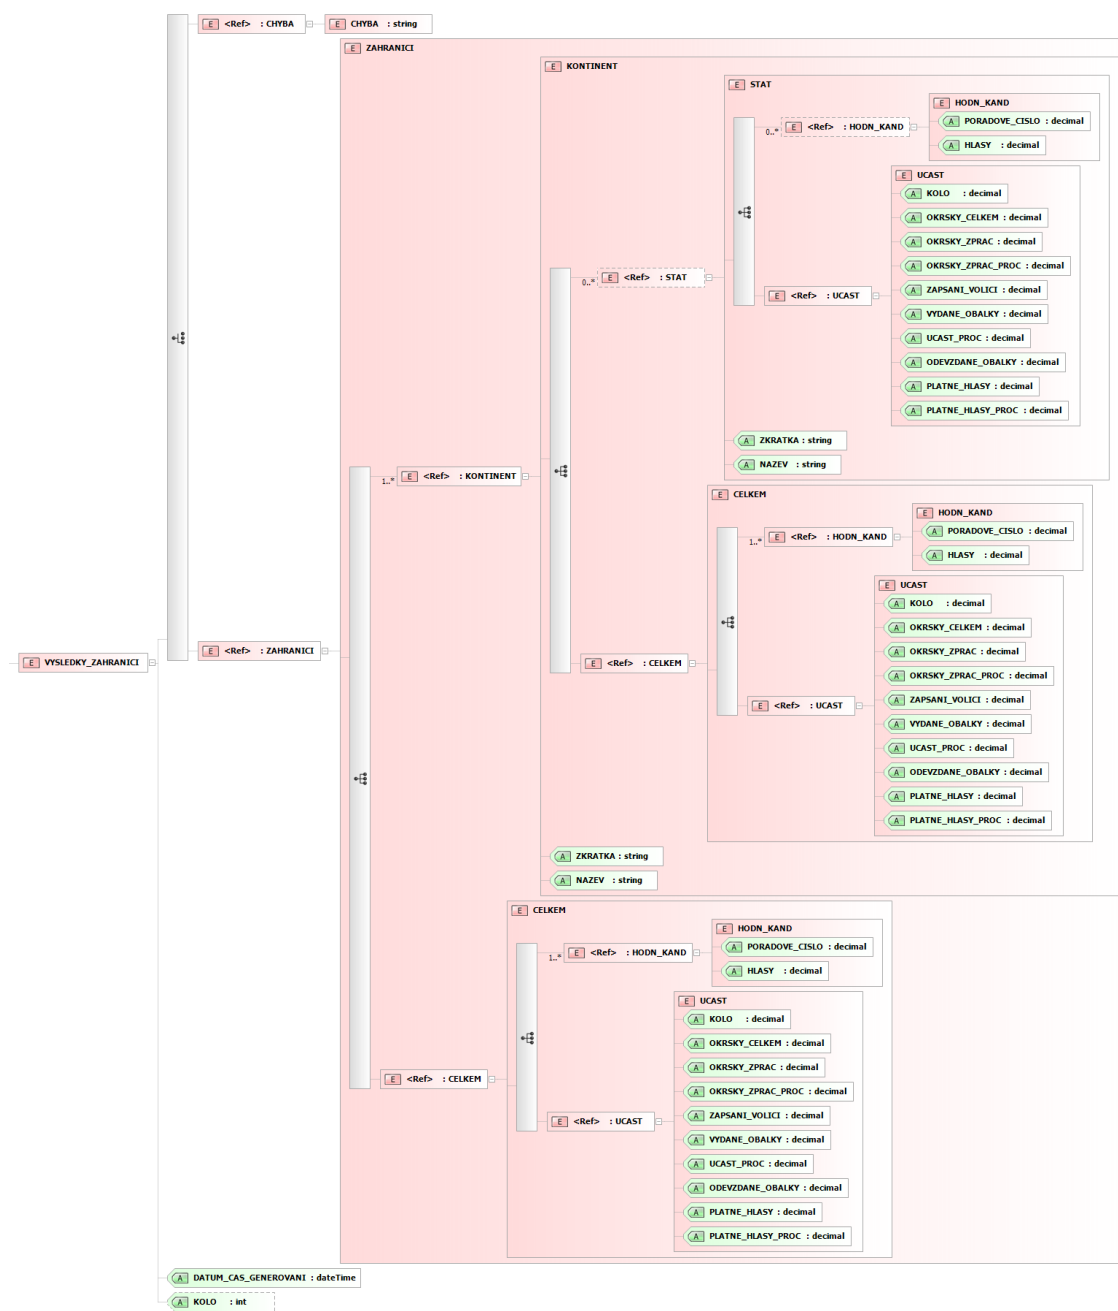 E <Ref> : CHYBA
E CHYBA : string
E ZAHRANICI
E KONTINENT
E STAT
E HODN_KAND
0..* E <Ref> : HODN_KAND
A PORADOVE_CISLO : decimal
A HLASY : decimal
E UCAST
A KOLO : decimal
A OKRSKY_CELKEM : decimal
A OKRSKY_ZPRAC : decimal
A OKRSKY_ZPRAC_PROC : decimal
0..* E <Ref> : STAT
E <Ref> : UCAST
A ZAPSANI_VOLICI : decimal
A VYDANE_OBALKY : decimal
A UCAST_PROC : decimal
A ODEVZDANE_OBALKY : decimal
A PLATNE_HLASY : decimal
A PLATNE_HLASY_PROC : decimal
A ZKRATKA : string
A NAZEV : string
1..* E <Ref> : KONTINENT
E CELKEM
E HODN_KAND
1..* E <Ref> : HODN_KAND
A PORADOVE_CISLO : decimal
A HLASY : decimal
E UCAST
A KOLO : decimal
A OKRSKY_CELKEM : decimal
A OKRSKY_ZPRAC : decimal
E VYSLEDKY_ZAHRANICI
E <Ref> : ZAHRANICI
E <Ref> : CELKEM
A OKRSKY_ZPRAC_PROC : decimal
A ZAPSANI_VOLICI : decimal
E <Ref> : UCAST
A VYDANE_OBALKY : decimal
A UCAST_PROC : decimal
A ODEVZDANE_OBALKY : decimal
A PLATNE_HLASY : decimal
A PLATNE_HLASY_PROC : decimal
A ZKRATKA : string
A NAZEV : string
E CELKEM
E HODN_KAND
1..* E <Ref> : HODN_KAND
A PORADOVE_CISLO : decimal
A HLASY : decimal
E UCAST
A KOLO : decimal
A OKRSKY_CELKEM : decimal
A OKRSKY_ZPRAC : decimal
E <Ref> : CELKEM
A OKRSKY_ZPRAC_PROC : decimal
A ZAPSANI_VOLICI : decimal
E <Ref> : UCAST
A VYDANE_OBALKY : decimal
A UCAST_PROC : decimal
A ODEVZDANE_OBALKY : decimal
A PLATNE_HLASY : decimal
A PLATNE_HLASY_PROC : decimal
A DATUM_CAS_GENEROVANI : dateTime
A KOLO : int